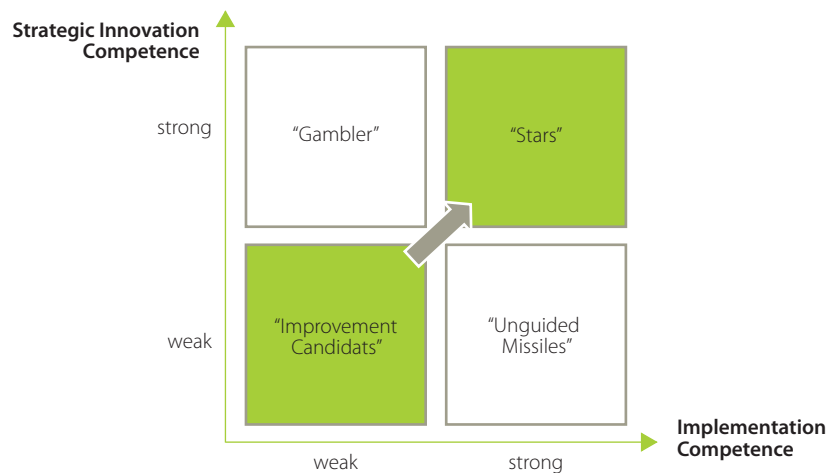 Strategic Innovation
Competence
strong
“Gambler”
“Stars”
weak
“Improvement
Candidats”
“Unguided
Missiles”
weak
strong
Implementation
Competence